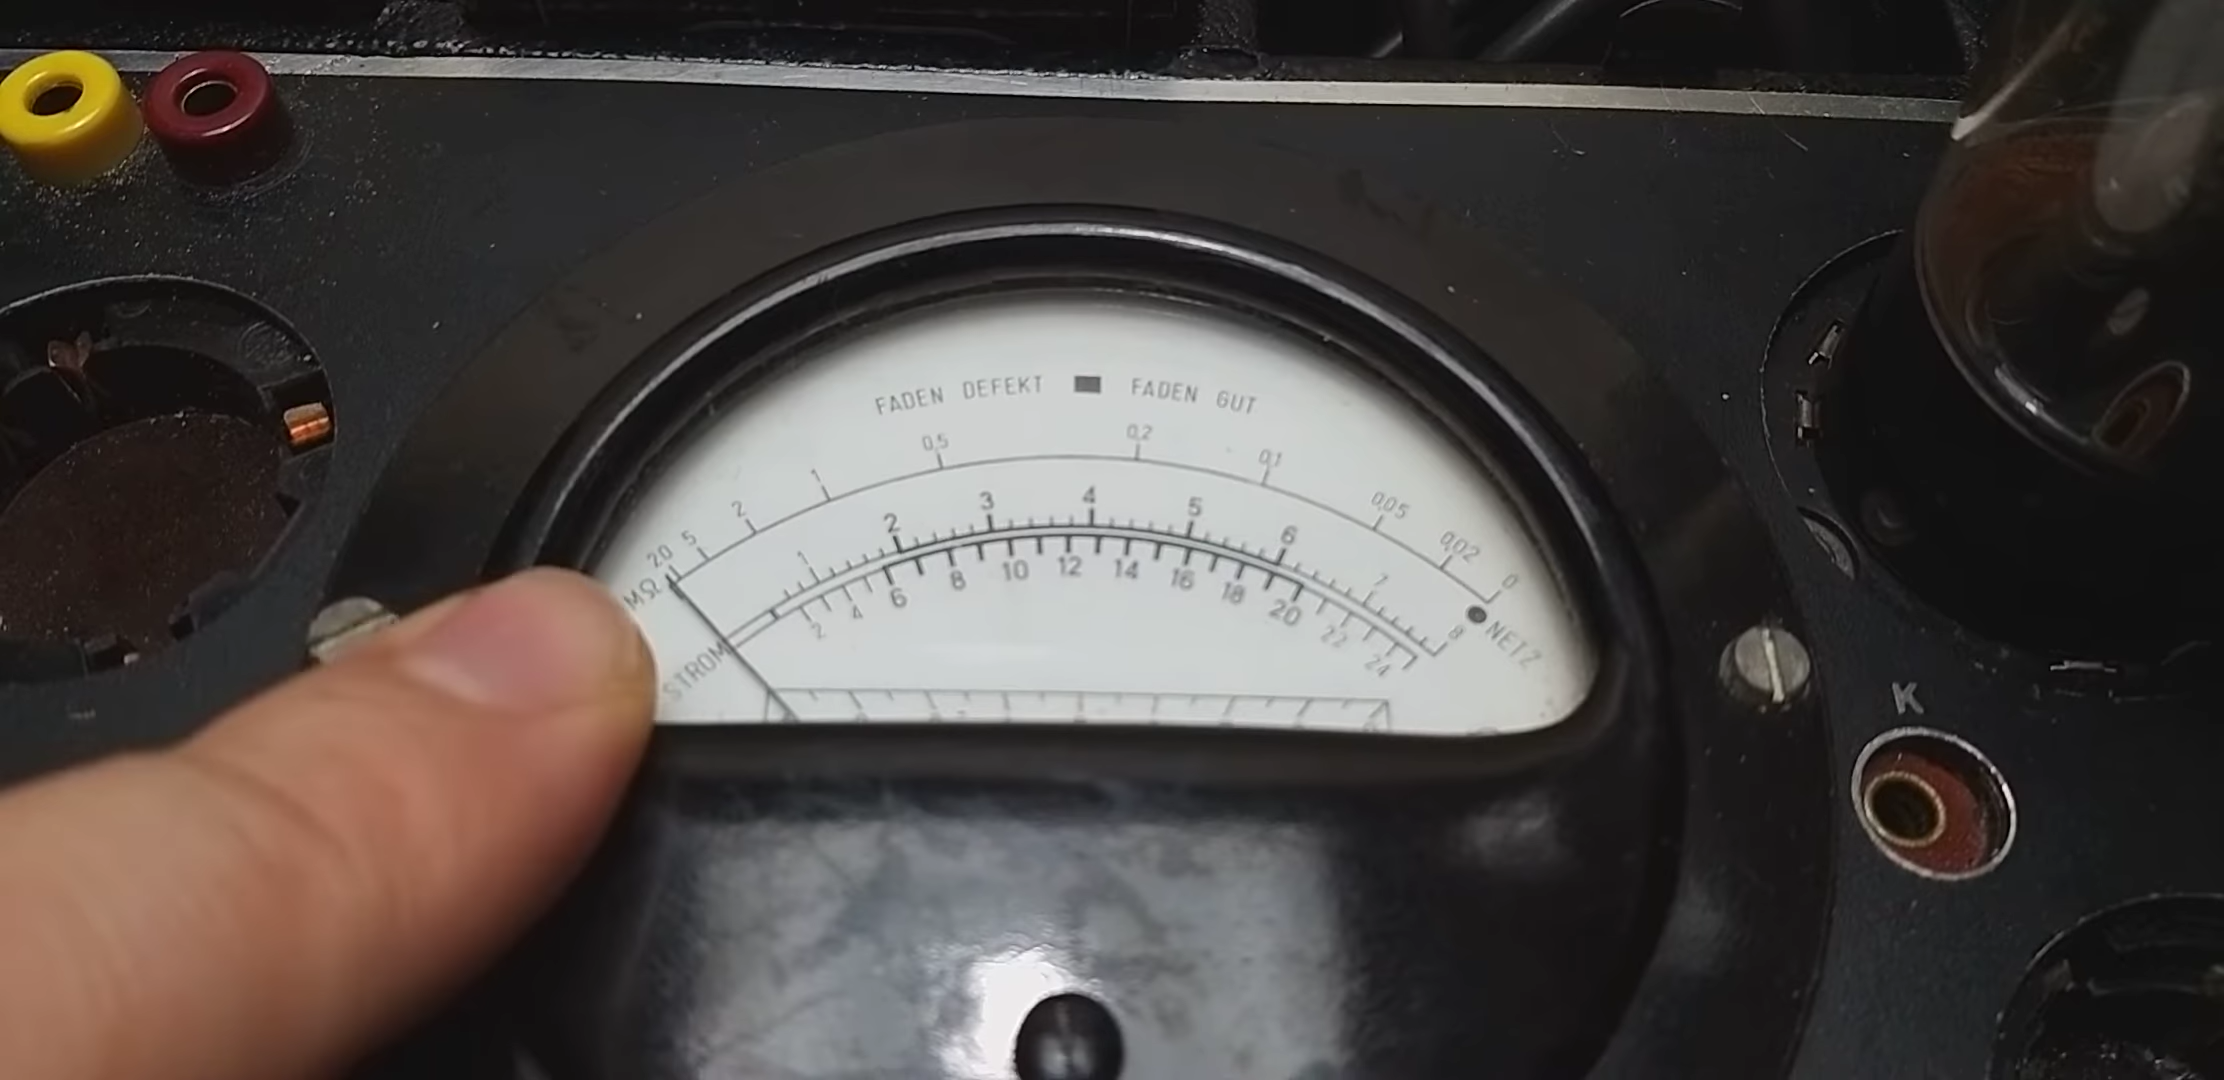 FADEN DEFEKT FADEN GUT
MΩ 20 5 2 1 0,5 0,2 0,1 0,05 0,02 0
1 2 3 4 5 6 7 8
NETZ
2 4 6 8 10 12 14 16 18 20 22 24
STROM
K